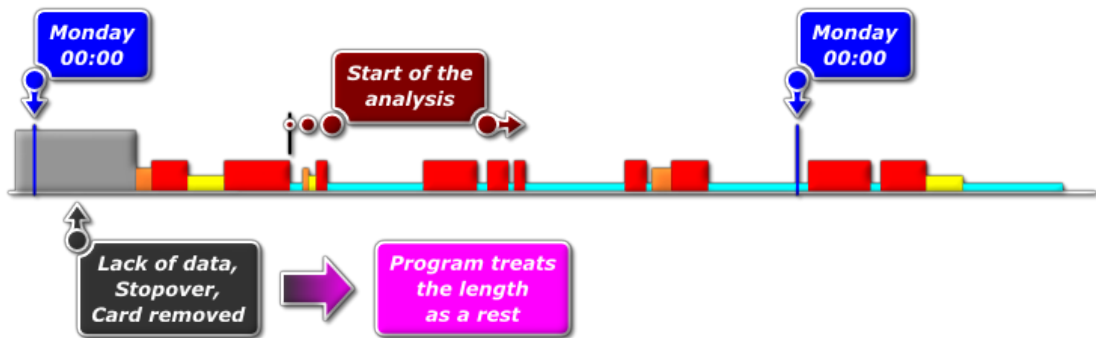 Monday
00:00
Start of the
analysis
Monday
00:00
Lack of data,
Stopover,
Card removed
Program treats
the length
as a rest